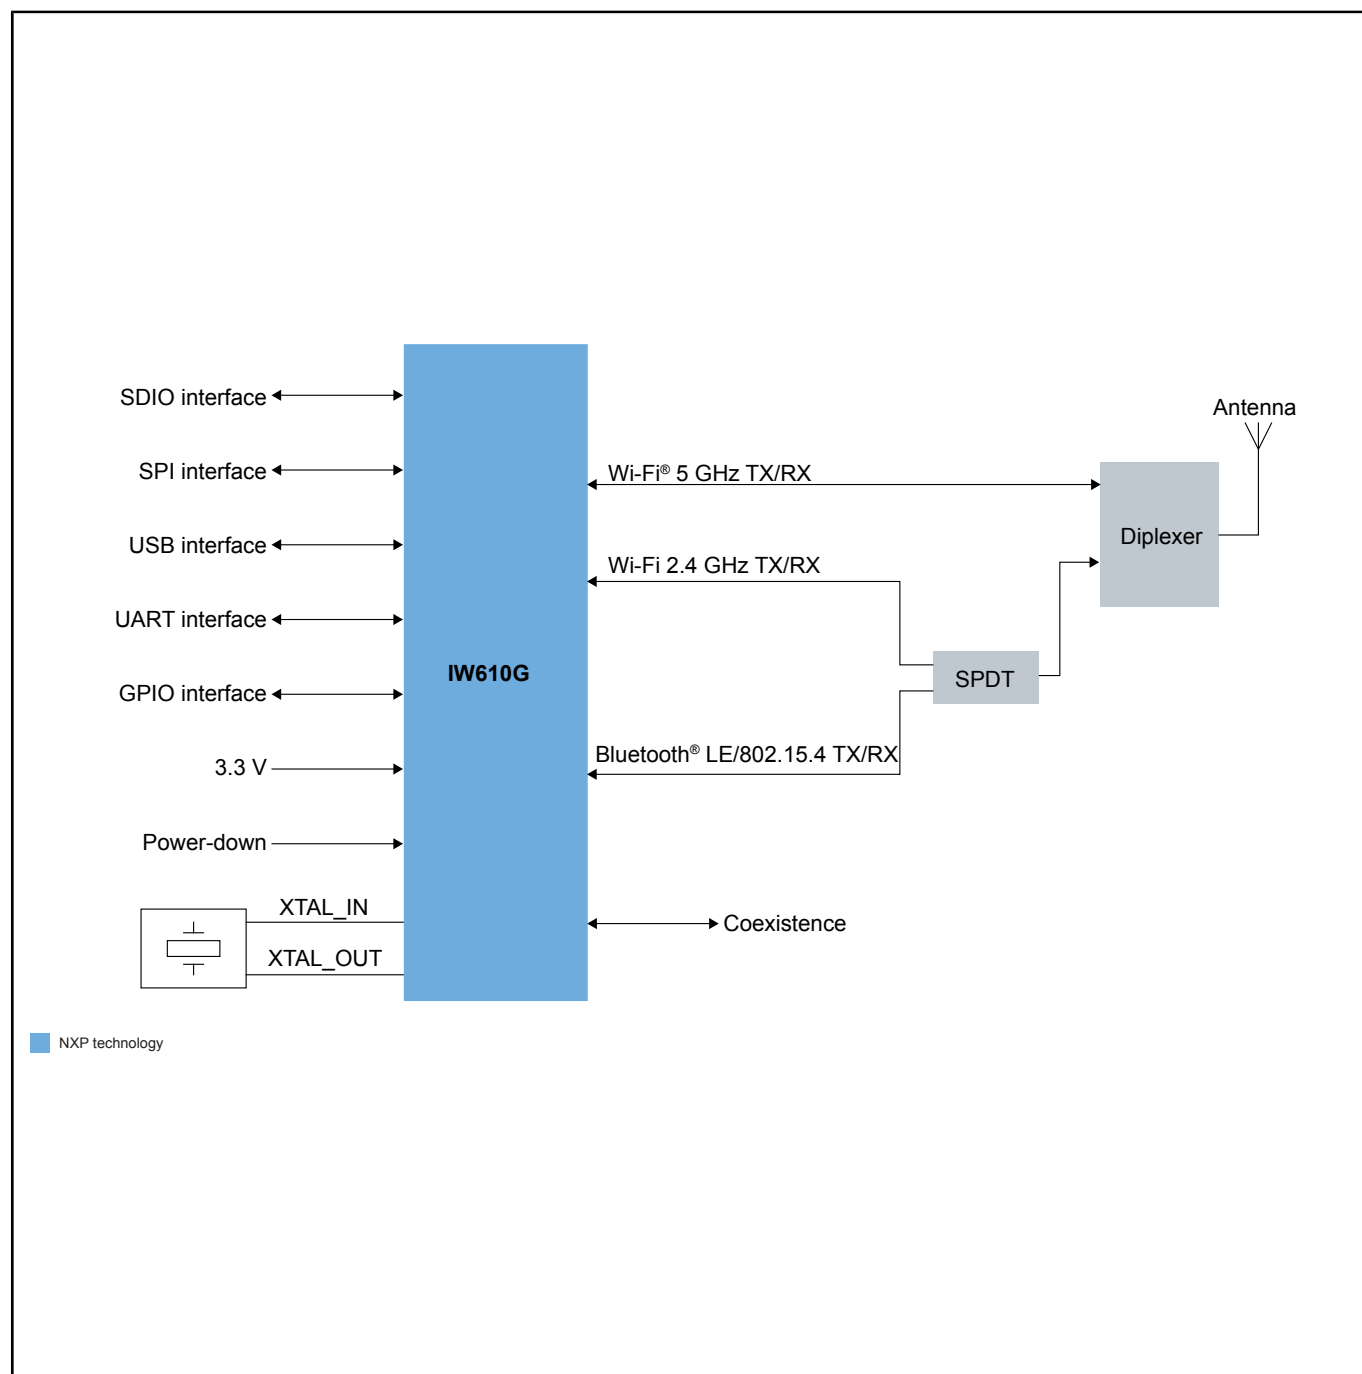 SDIO interface
SPI interface
USB interface
UART interface
GPIO interface
3.3 V
Power-down
XTAL_IN
XTAL_OUT
IW610G
Wi-Fi® 5 GHz TX/RX
Wi-Fi 2.4 GHz TX/RX
Bluetooth® LE/802.15.4 TX/RX
Coexistence
SPDT
Diplexer
Antenna
NXP technology